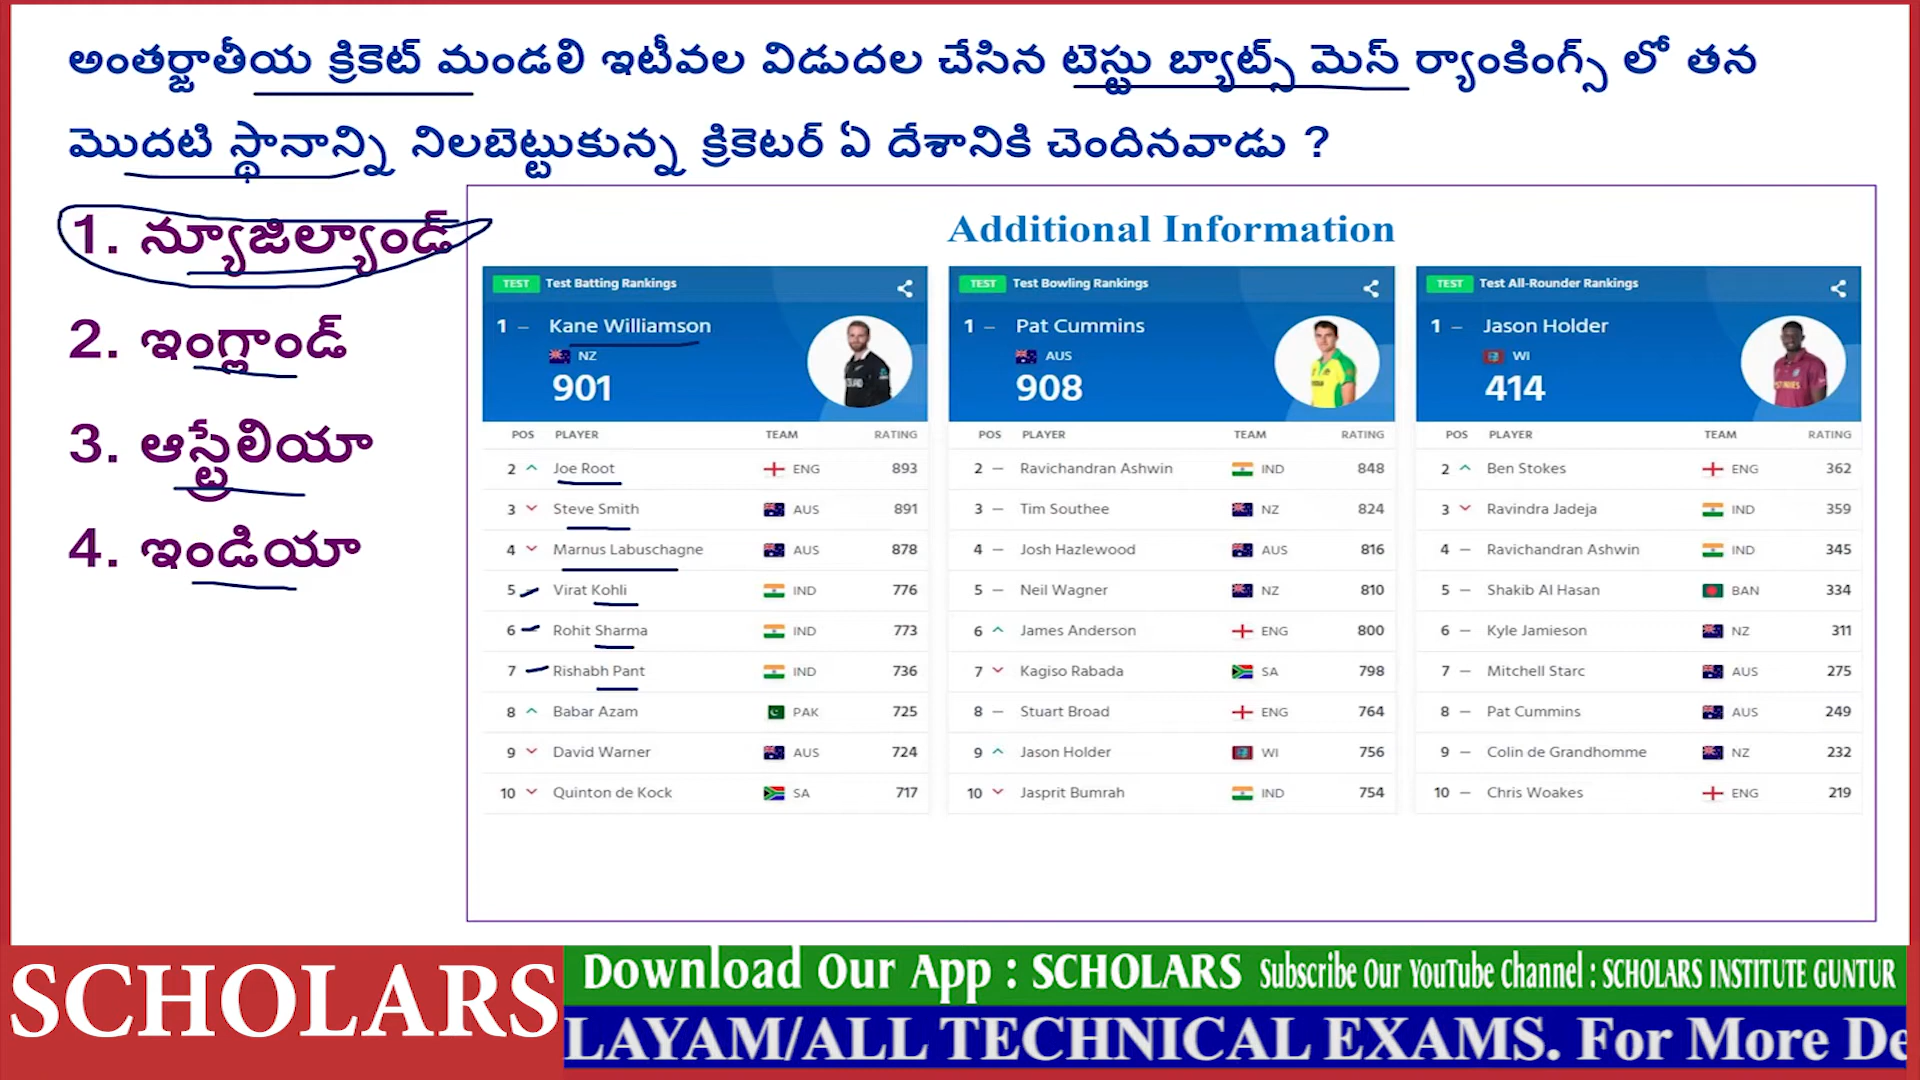 అంతర్జాతీయ క్రికెట్ మండలి ఇటీవల విడుదల చేసిన టెస్టు బ్యాట్స్ మెన్ ర్యాంకింగ్స్ లో తన
మొదటి స్థానాన్ని నిలబెట్టుకున్న క్రికెటర్ ఏ దేశానికి చెందినవాడు ?
1. న్యూజిల్యాండ్
2. ఇంగ్లాండ్
3. ఆస్ట్రేలియా
4. ఇండియా
Additional Information
TEST Test Batting Rankings
1 – Kane Williamson
NZ
901
POS PLAYER TEAM RATING
2 Joe Root ENG 893
3 Steve Smith AUS 891
4 Marnus Labuschagne AUS 878
5 Virat Kohli IND 776
6 Rohit Sharma IND 773
7 Rishabh Pant IND 736
8 Babar Azam PAK 725
9 David Warner AUS 724
10 Quinton de Kock SA 717
TEST Test Bowling Rankings
1 – Pat Cummins
AUS
908
POS PLAYER TEAM RATING
2 – Ravichandran Ashwin IND 848
3 – Tim Southee NZ 824
4 – Josh Hazlewood AUS 816
5 – Neil Wagner NZ 810
6 James Anderson ENG 800
7 Kagiso Rabada SA 798
8 – Stuart Broad ENG 764
9 Jason Holder WI 756
10 Jasprit Bumrah IND 754
TEST Test All-Rounder Rankings
1 – Jason Holder
WI
414
POS PLAYER TEAM RATING
2 Ben Stokes ENG 362
3 Ravindra Jadeja IND 359
4 – Ravichandran Ashwin IND 345
5 – Shakib Al Hasan BAN 334
6 – Kyle Jamieson NZ 311
7 – Mitchell Starc AUS 275
8 – Pat Cummins AUS 249
9 – Colin de Grandhomme NZ 232
10 – Chris Woakes ENG 219
SCHOLARS
Download Our App : SCHOLARS Subscribe Our YouTube Channel : SCHOLARS INSTITUTE GUNTUR
LAYAM/ALL TECHNICAL EXAMS. For More De